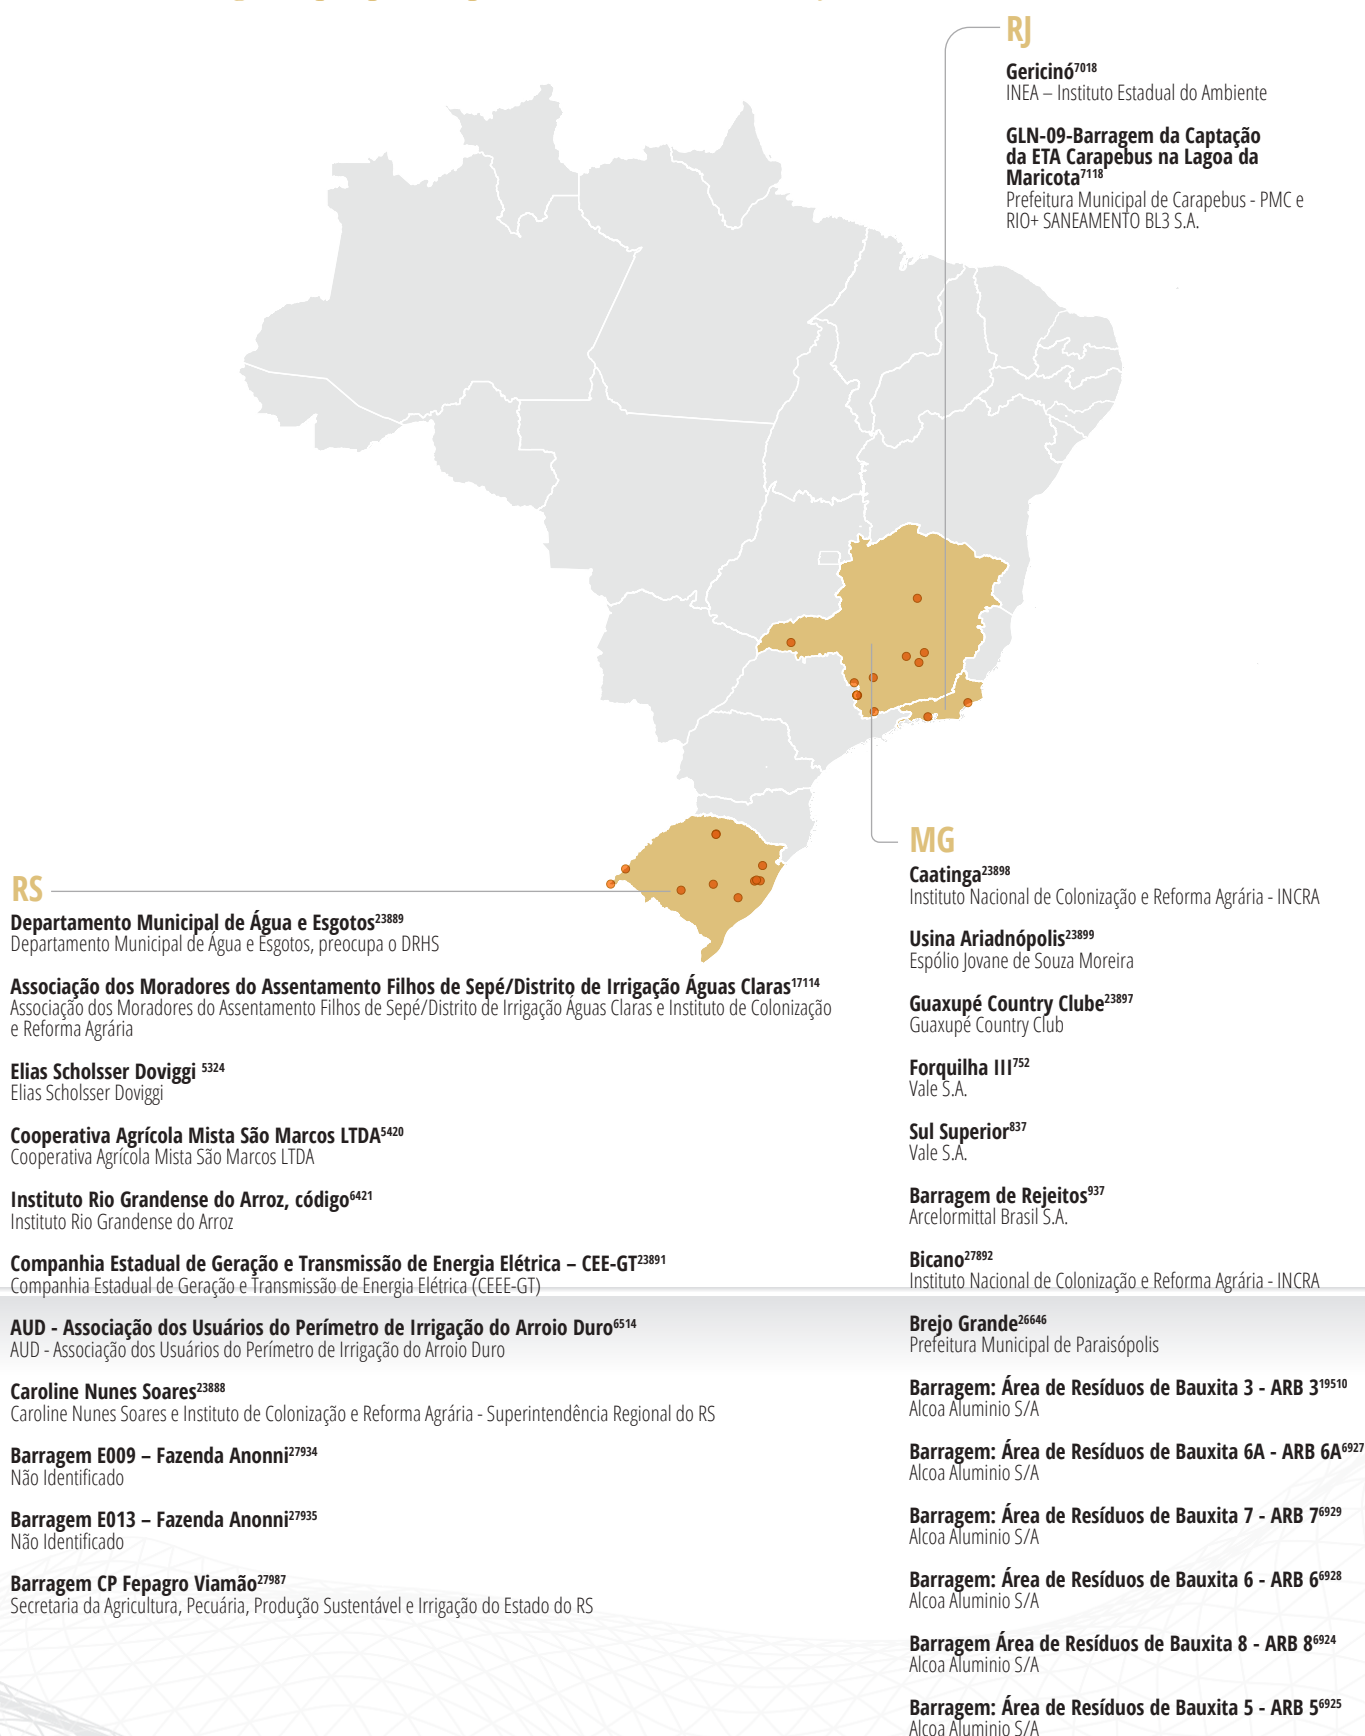 RJ
Gericinó7018
INEA – Instituto Estadual do Ambiente
GLN-09-Barragem da Captação
da ETA Carapebus na Lagoa da
Maricota7118
Prefeitura Municipal de Carapebus - PMC e
RIO+ SANEAMENTO BL3 S.A.
RS
Departamento Municipal de Água e Esgotos23889
Departamento Municipal de Água e Esgotos, preocupa o DRHS
Associação dos Moradores do Assentamento Filhos de Sepé/Distrito de Irrigação Águas Claras17114
Associação dos Moradores do Assentamento Filhos de Sepé/Distrito de Irrigação Águas Claras e Instituto de Colonização
e Reforma Agrária
Elias Scholsser Doviggi 5324
Elias Scholsser Doviggi
Cooperativa Agrícola Mista São Marcos LTDA5420
Cooperativa Agrícola Mista São Marcos LTDA
Instituto Rio Grandense do Arroz, código6421
Instituto Rio Grandense do Arroz
Companhia Estadual de Geração e Transmissão de Energia Elétrica – CEE-GT23891
Companhia Estadual de Geração e Transmissão de Energia Elétrica (CEEE-GT)
AUD - Associação dos Usuários do Perímetro de Irrigação do Arroio Duro6514
AUD - Associação dos Usuários do Perímetro de Irrigação do Arroio Duro
Caroline Nunes Soares23888
Caroline Nunes Soares e Instituto de Colonização e Reforma Agrária - Superintendência Regional do RS
Barragem E009 – Fazenda Anonni27934
Não Identificado
Barragem E013 – Fazenda Anonni27935
Não Identificado
Barragem CP Fepagro Viamão27987
Secretaria da Agricultura, Pecuária, Produção Sustentável e Irrigação do Estado do RS
MG
Caatinga23898
Instituto Nacional de Colonização e Reforma Agrária - INCRA
Usina Ariadnópolis23899
Espólio Jovane de Souza Moreira
Guaxupé Country Clube23897
Guaxupé Country Club
Forquilha III752
Vale S.A.
Sul Superior837
Vale S.A.
Barragem de Rejeitos937
Arcelormittal Brasil S.A.
Bicano27892
Instituto Nacional de Colonização e Reforma Agrária - INCRA
Brejo Grande26646
Prefeitura Municipal de Paraisópolis
Barragem: Área de Resíduos de Bauxita 3 - ARB 319510
Alcoa Aluminio S/A
Barragem: Área de Resíduos de Bauxita 6A - ARB 6A6927
Alcoa Aluminio S/A
Barragem: Área de Resíduos de Bauxita 7 - ARB 76929
Alcoa Aluminio S/A
Barragem: Área de Resíduos de Bauxita 6 - ARB 66928
Alcoa Aluminio S/A
Barragem Área de Resíduos de Bauxita 8 - ARB 86924
Alcoa Aluminio S/A
Barragem: Área de Resíduos de Bauxita 5 - ARB 56925
Alcoa Aluminio S/A